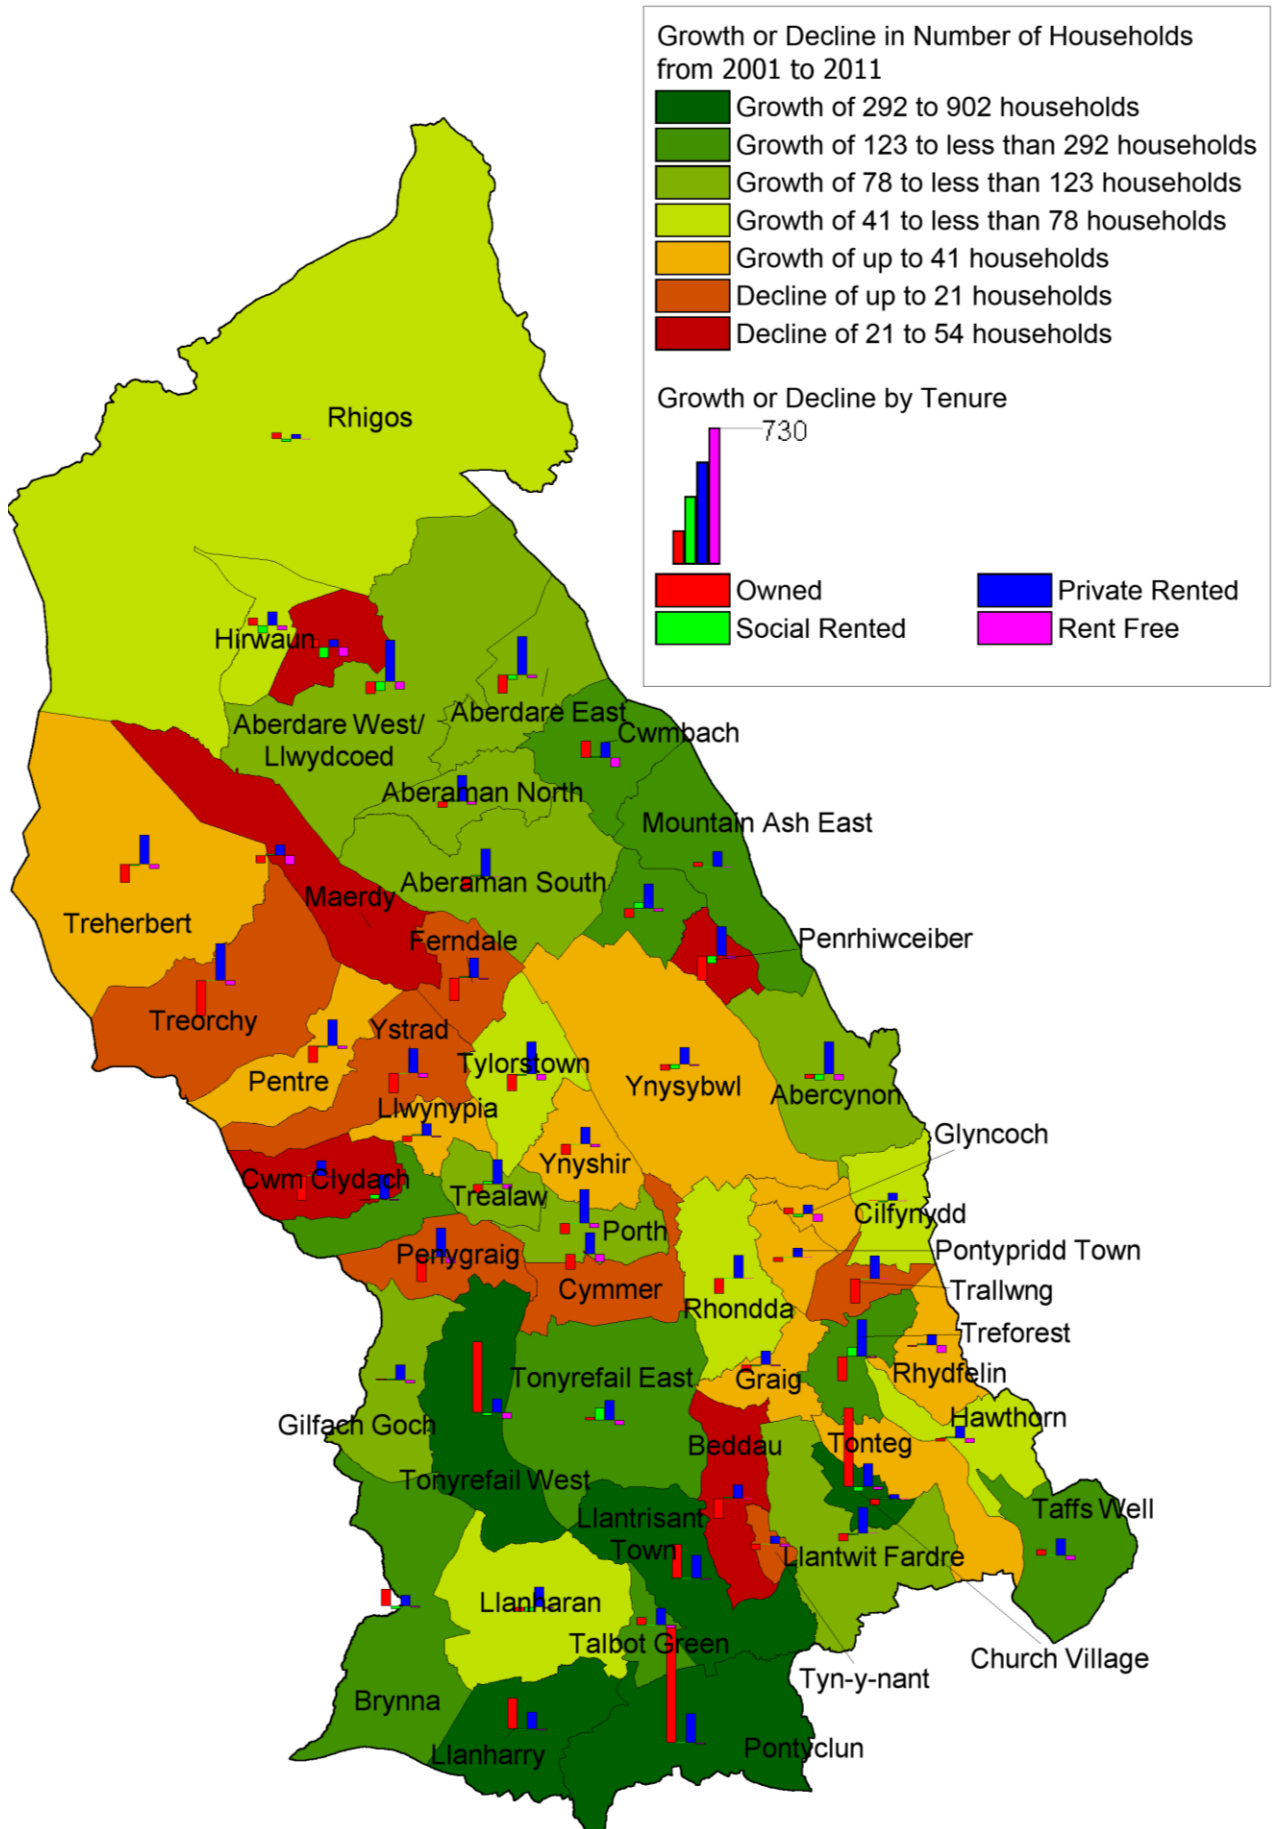 Growth or Decline in Number of Households
from 2001 to 2011
Growth of 292 to 902 households
Growth of 123 to less than 292 households
Growth of 78 to less than 123 households
Growth of 41 to less than 78 households
Growth of up to 41 households
Decline of up to 21 households
Decline of 21 to 54 households
Growth or Decline by Tenure
730
Owned
Private Rented
Social Rented
Rent Free
Rhigos
Hirwaun
Aberdare West/
Llwydcoed
Aberdare East
Cwmbach
Aberaman North
Mountain Ash East
Aberaman South
Maerdy
Treherbert
Ferndale
Penrhiwceiber
Treorchy
Ystrad
Tylorstown
Pentre
Ynysybwl
Abercynon
Llwynypia
Glyncoch
Ynyshir
Cwm Clydach
Trealaw
Cilfynydd
Porth
Penygraig
Pontypridd Town
Cymmer
Trallwng
Rhondda
Treforest
Tonyrefail East
Graig
Rhydfelin
Gilfach Goch
Hawthorn
Beddau
Tonteg
Tonyrefail West
Taffs Well
Llantrisant
Town
Llantwit Fardre
Llanharan
Talbot Green
Church Village
Tyn-y-nant
Brynna
Llanharry
Pontyclun